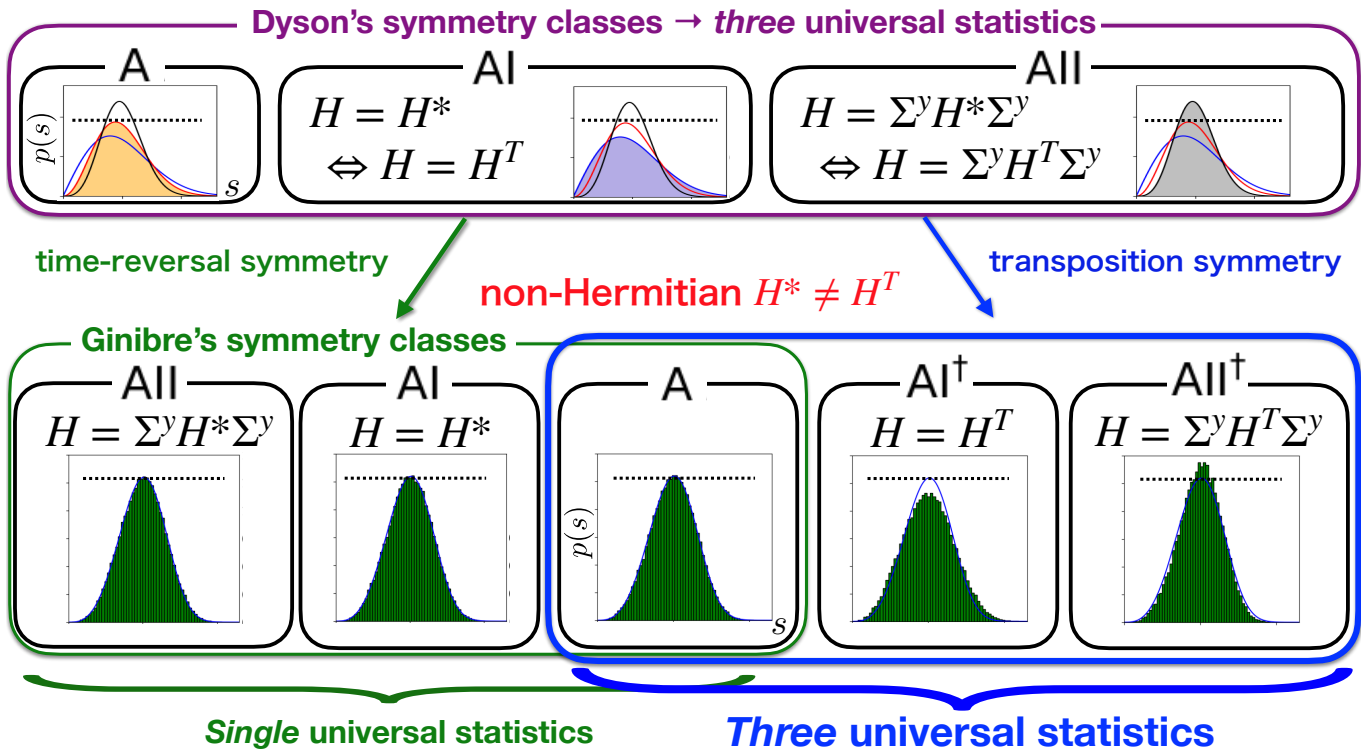 Dyson's symmetry classes → three universal statistics
A
p(s)
s
AI
H = H*
⇔ H = H^T
AII
H = Σ^y H* Σ^y
⇔ H = Σ^y H^T Σ^y
time-reversal symmetry
transposition symmetry
non-Hermitian H* ≠ H^T
Ginibre's symmetry classes
AII
H = Σ^y H* Σ^y
AI
H = H*
A
p(s)
s
AI†
H = H^T
AII†
H = Σ^y H^T Σ^y
Single universal statistics
Three universal statistics